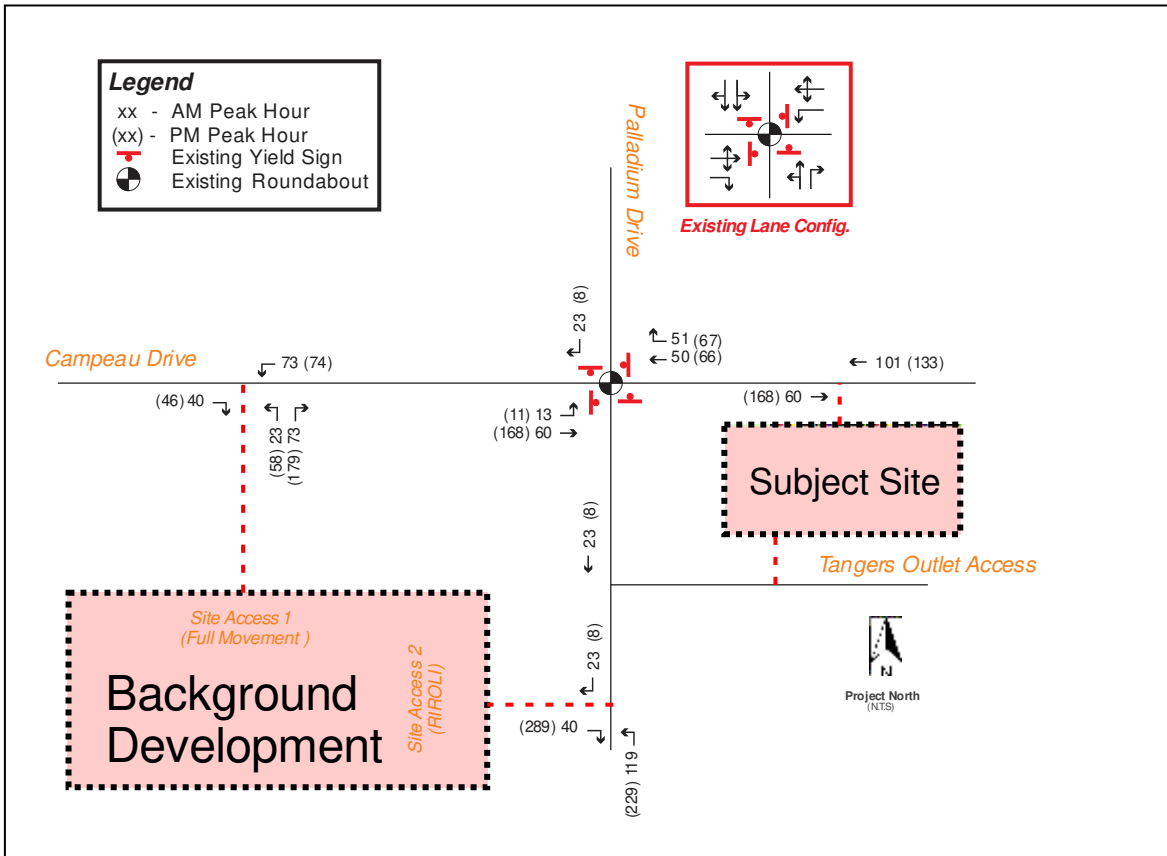 Legend
xx - AM Peak Hour
(xx) - PM Peak Hour
Existing Yield Sign
Existing Roundabout
Palladium Drive
Existing Lane Config.
23 (8)
51 (67)
50 (66)
Campeau Drive
73 (74)
101 (133)
(46) 40
(58) 23
(179) 73
(11) 13
(168) 60
(168) 60
Subject Site
23 (8)
Tangers Outlet Access
Site Access 1
(Full Movement )
23 (8)
N
Project North
(N.T.S)
Background
Development
Site Access 2
(RIROLI)
(289) 40
(229) 119